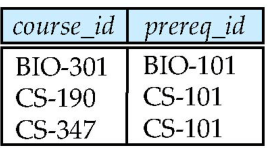 course_id prereq_id
BIO-301 BIO-101
CS-190 CS-101
CS-347 CS-101